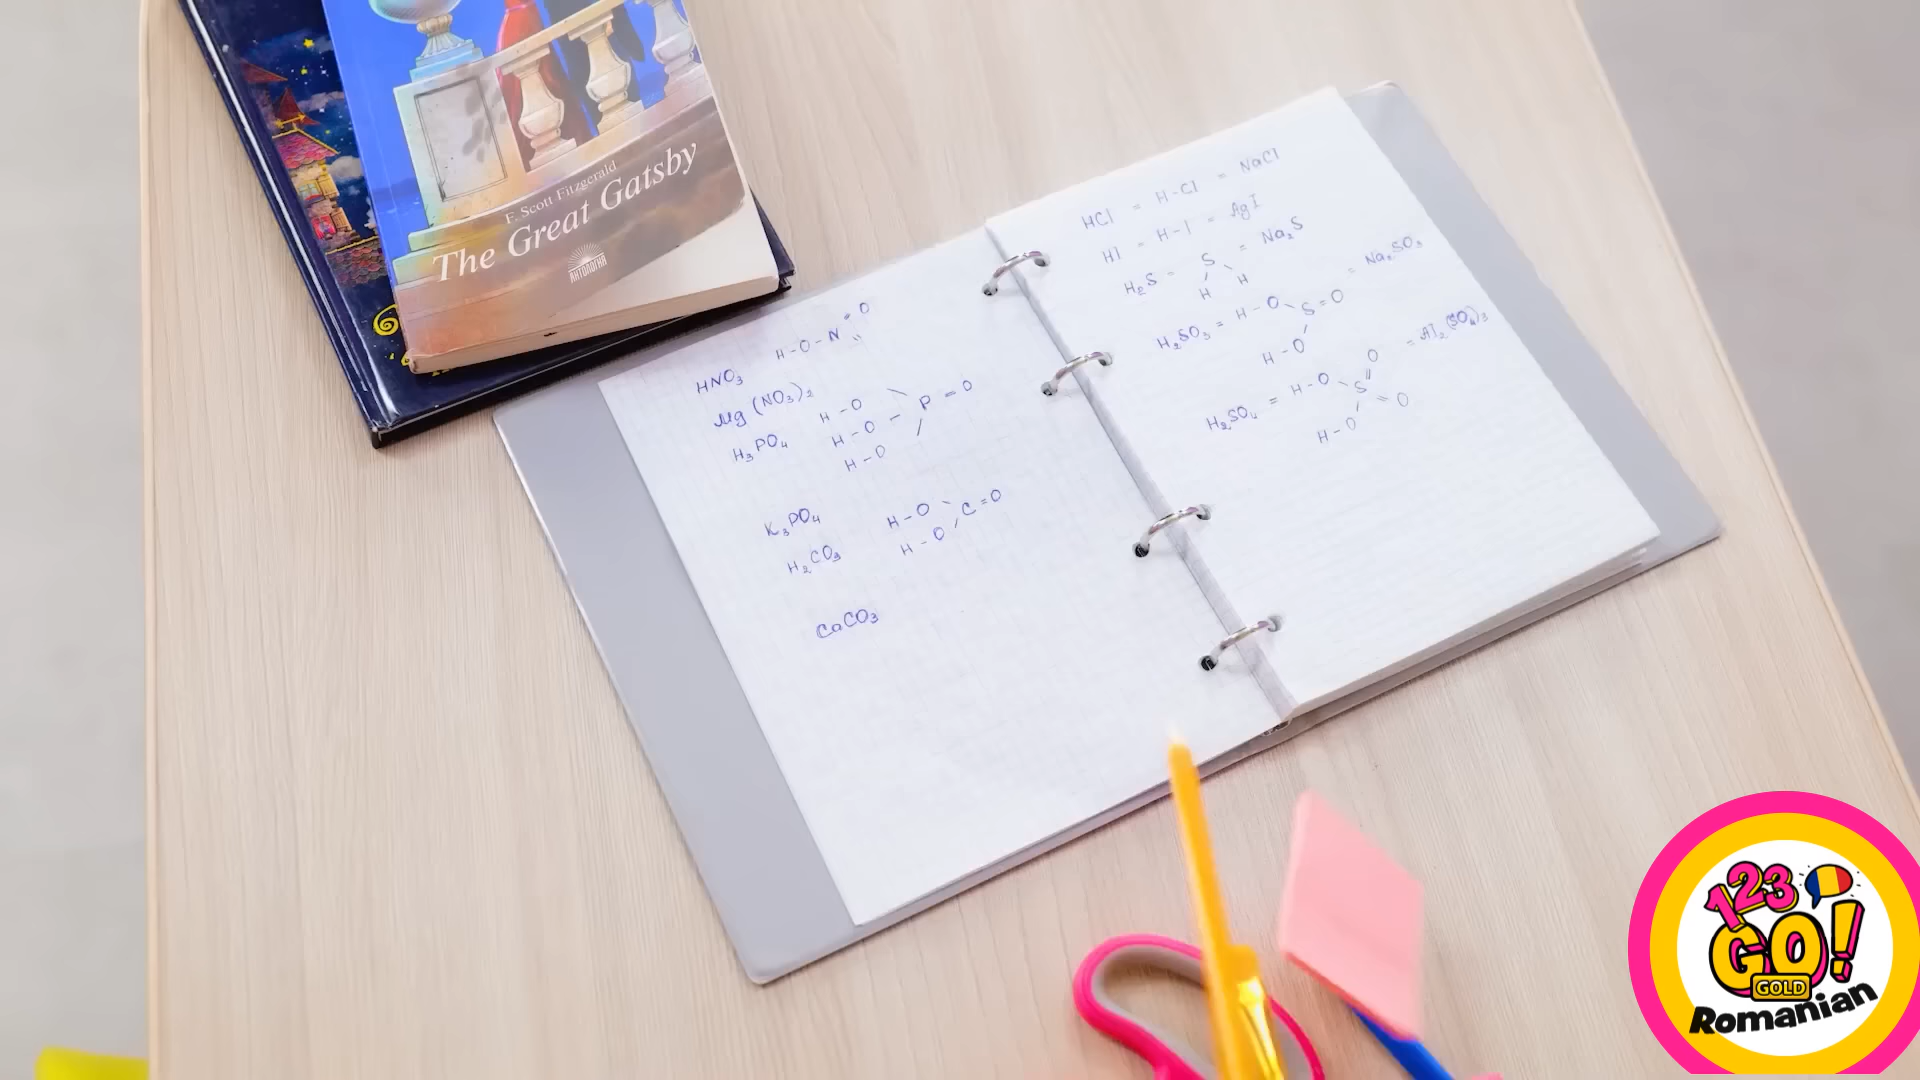 F. Scott Fitzgerald
The Great Gatsby
АНТОЛОГИЯ
HNO3 H-O-N=O
Mg(NO3)2
H3PO4 H-O H-O H-O P=O
K3PO4
H2CO3 H-O H-O C=O
CaCO3
HCl = H-Cl = NaCl
HI = H-I = AgI
H2S = S H H = Na2S
H2SO3 = H-O H-O S=O = Na2SO3
H2SO4 = H-O H-O S=O O = Al2(SO4)3
123
GO!
GOLD
Romanian